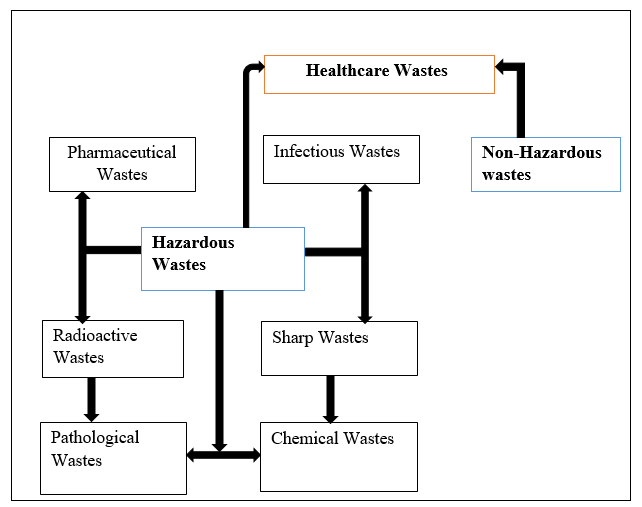 Healthcare Wastes
Pharmaceutical
Wastes
Infectious Wastes
Non-Hazardous
wastes
Hazardous
Wastes
Radioactive
Wastes
Sharp Wastes
Pathological
Wastes
Chemical Wastes